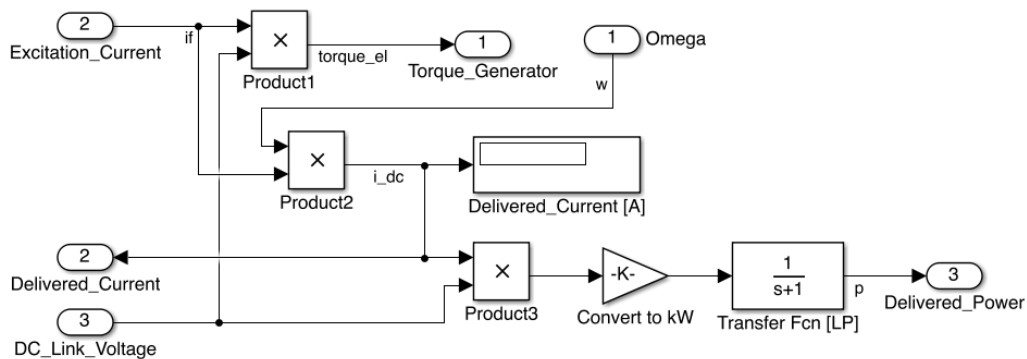 2
Excitation_Current
if
×
Product1
torque_el
1
Torque_Generator
1
Omega
w
×
Product2
i_dc
Delivered_Current [A]
2
Delivered_Current
×
Product3
-K-
Convert to kW
1
s+1
Transfer Fcn [LP]
p
3
Delivered_Power
3
DC_Link_Voltage